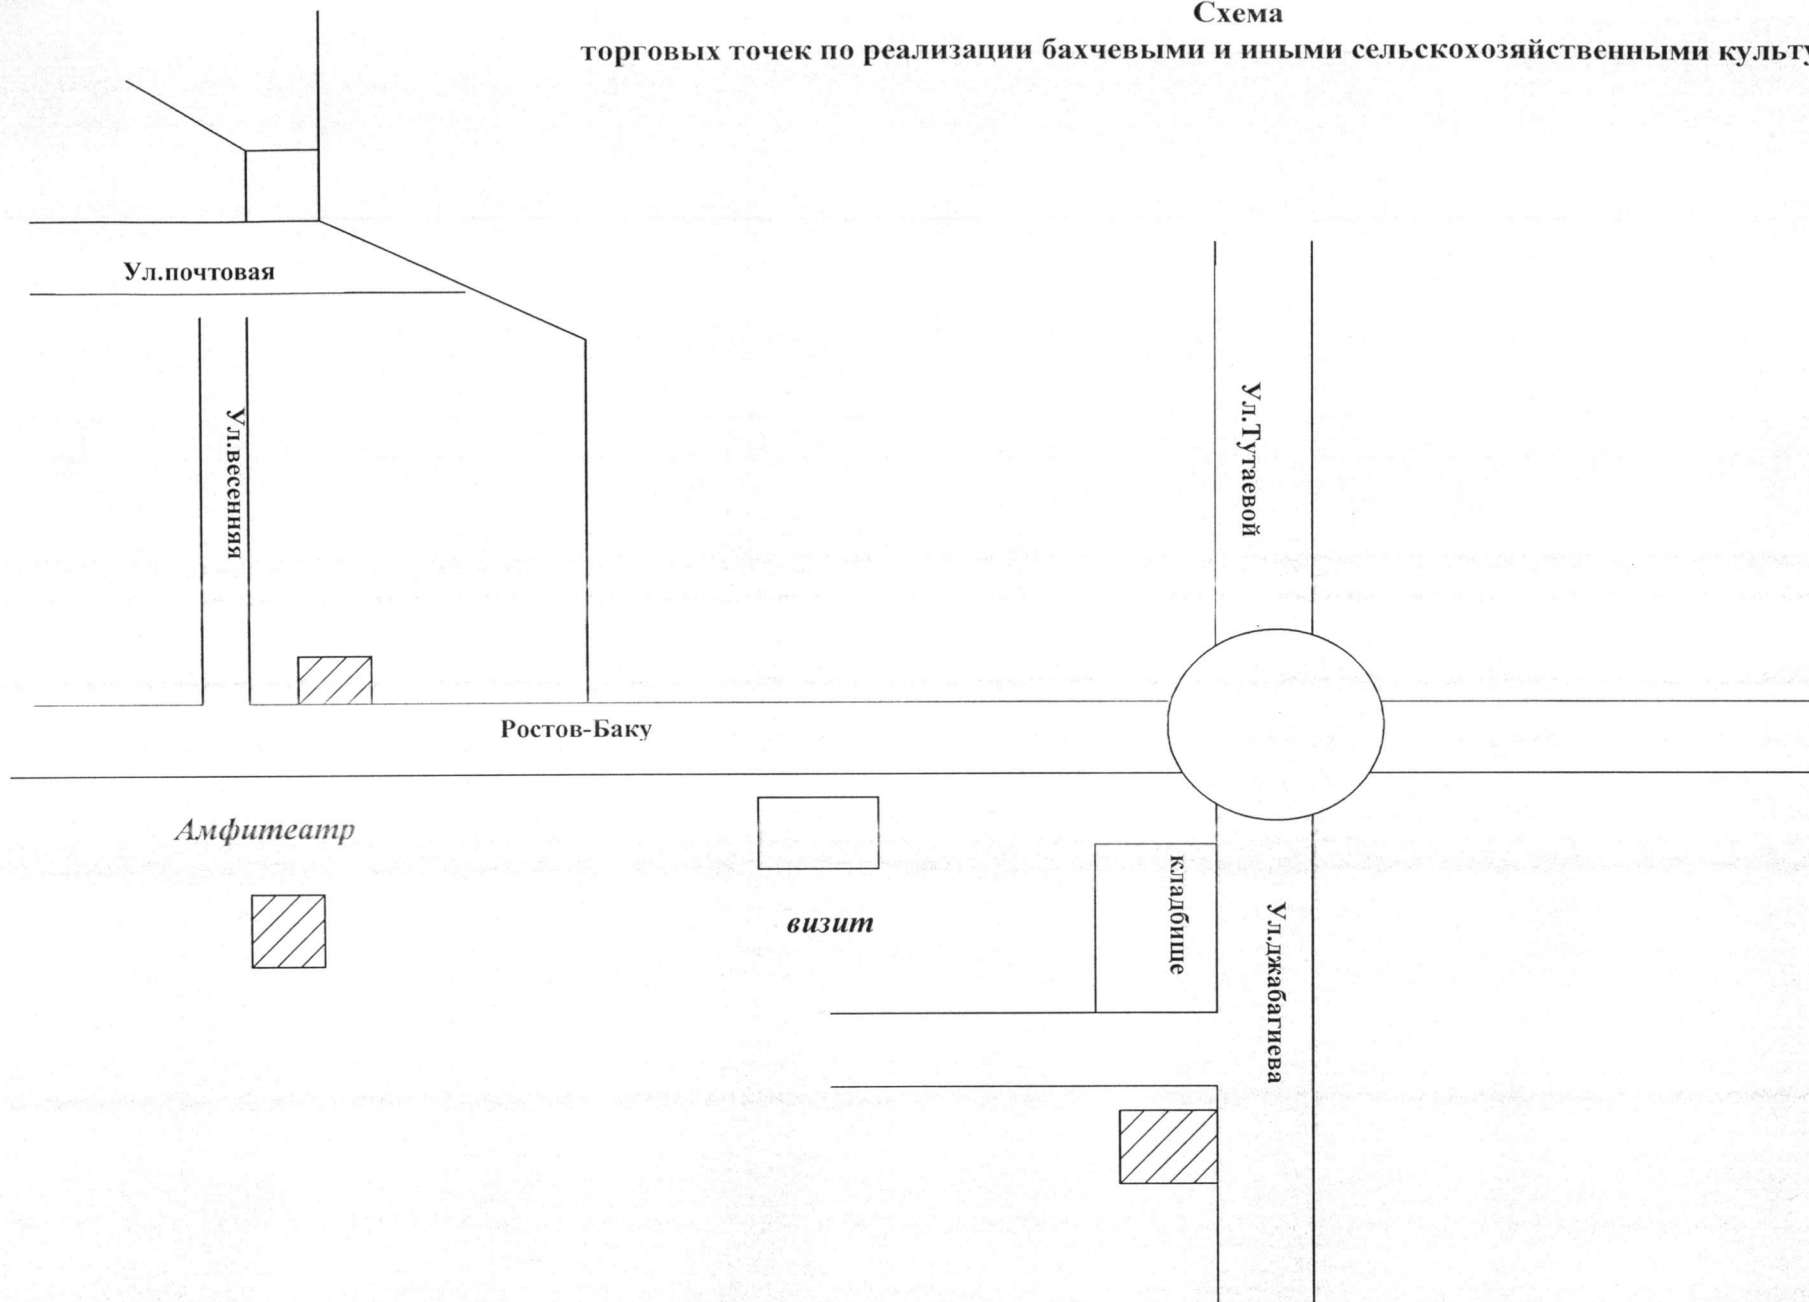 Схема
торговых точек по реализации бахчевыми и иными сельскохозяйственными
Ул.почтовая
Ул.весенняя
Ул.Тутаевой
Ростов-Баку
Амфитеатр
визит
кладбище
Ул.джабагиева